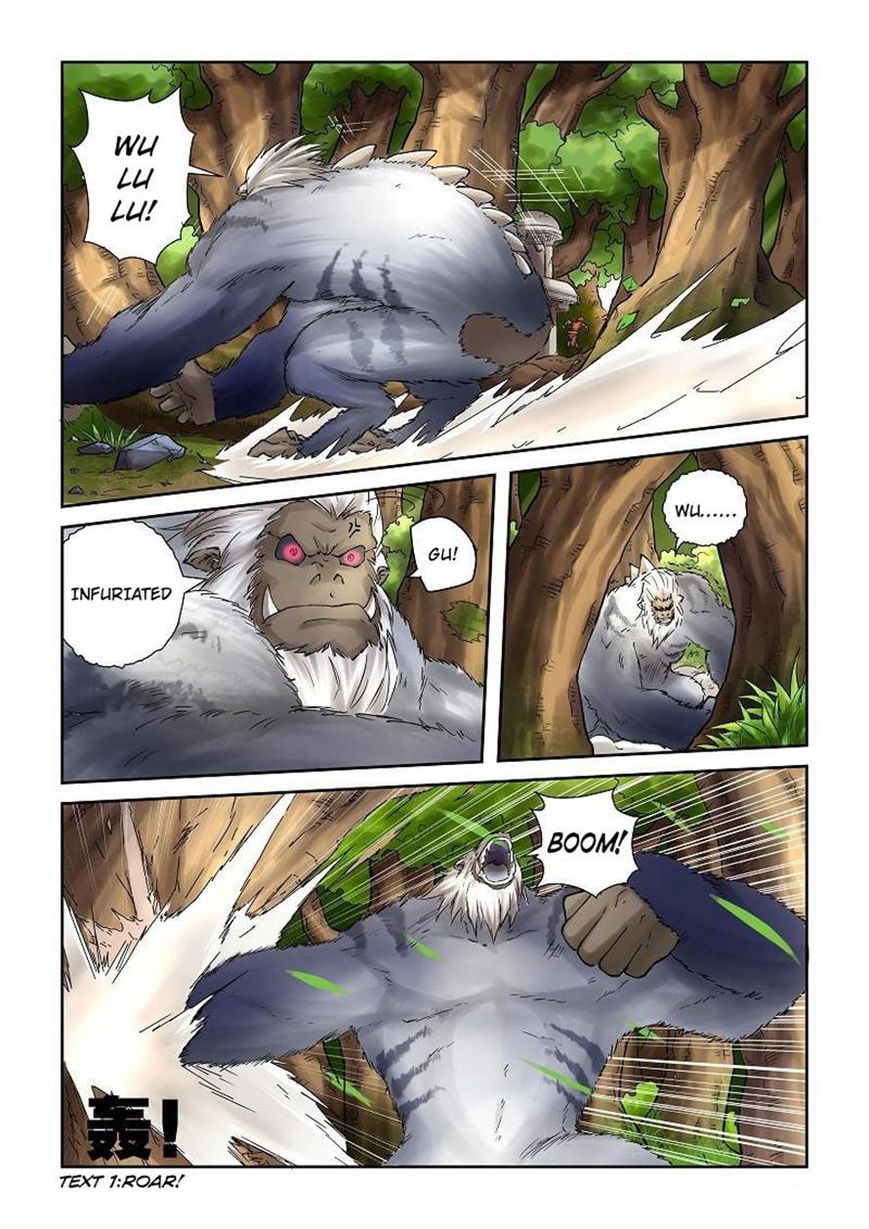 WU
LU
LU!
INFURIATED
GU!
WU......
BOOM!
轰!
TEXT 1:ROAR!